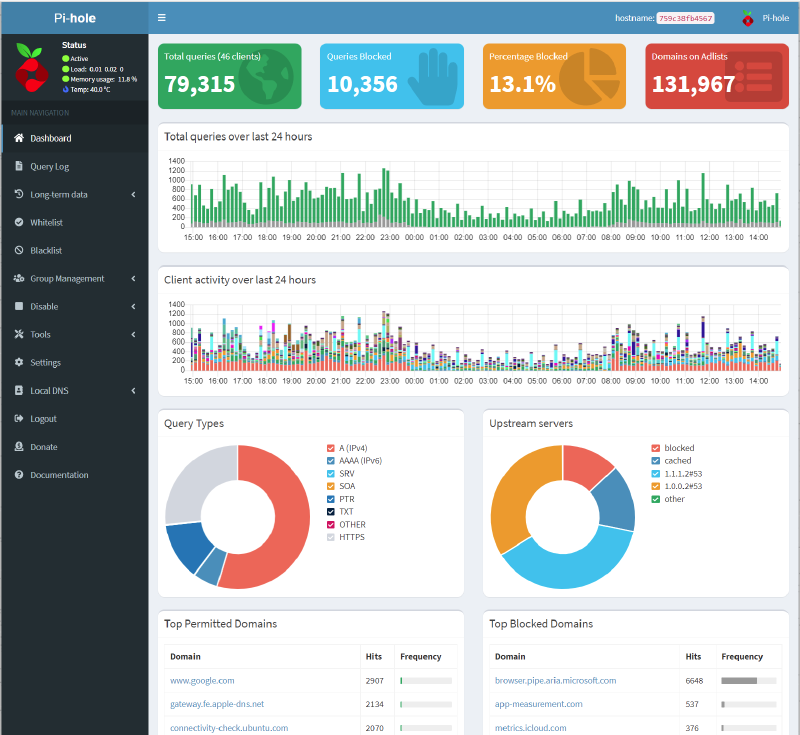 Pi-hole
hostname: 759c38fb4567
Pi-hole
Status
Active
Load: 0.01 0.02 0
Memory usage: 11.8 %
Temp: 40.0 °C
MAIN NAVIGATION
Dashboard
Query Log
Long-term data
Whitelist
Blacklist
Group Management
Disable
Tools
Settings
Local DNS
Logout
Donate
Documentation
Total queries (46 clients)
79,315
Queries Blocked
10,356
Percentage Blocked
13.1%
Domains on Adlists
131,967
Total queries over last 24 hours
1400
1200
1000
800
600
400
200
0
15:00 16:00 17:00 18:00 19:00 20:00 21:00 22:00 23:00 00:00 01:00 02:00 03:00 04:00 05:00 06:00 07:00 08:00 09:00 10:00 11:00 12:00 13:00 14:00
Client activity over last 24 hours
1400
1200
1000
800
600
400
200
0
15:00 16:00 17:00 18:00 19:00 20:00 21:00 22:00 23:00 00:00 01:00 02:00 03:00 04:00 05:00 06:00 07:00 08:00 09:00 10:00 11:00 12:00 13:00 14:00
Query Types
A (IPv4)
AAAA (IPv6)
SRV
SOA
PTR
TXT
OTHER
HTTPS
Upstream servers
blocked
cached
1.1.1.2#53
1.0.0.2#53
other
Top Permitted Domains
Domain Hits Frequency
www.google.com 2907
gateway.fe.apple-dns.net 2134
connectivity-check.ubuntu.com 2070
Top Blocked Domains
Domain Hits Frequency
browser.pipe.aria.microsoft.com 6648
app-measurement.com 537
metrics.icloud.com 376